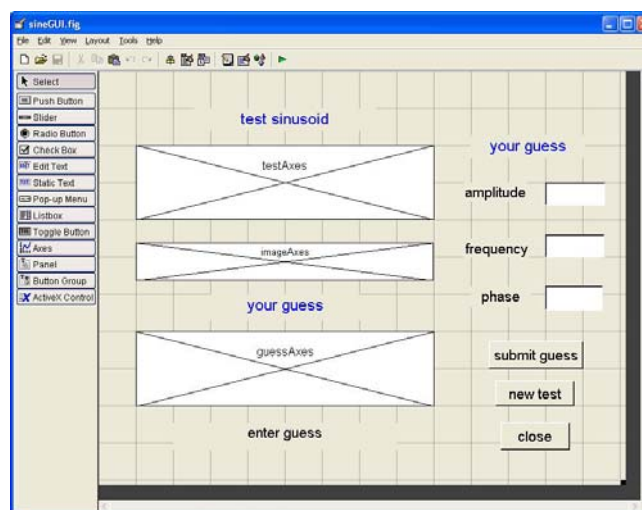 sineGUI.fig
File Edit View Layout Tools Help
Select
Push Button
Slider
Radio Button
Check Box
Edit Text
Static Text
Pop-up Menu
Listbox
Toggle Button
Axes
Panel
Button Group
ActiveX Control
test sinusoid
testAxes
imageAxes
your guess
guessAxes
enter guess
your guess
amplitude
frequency
phase
submit guess
new test
close